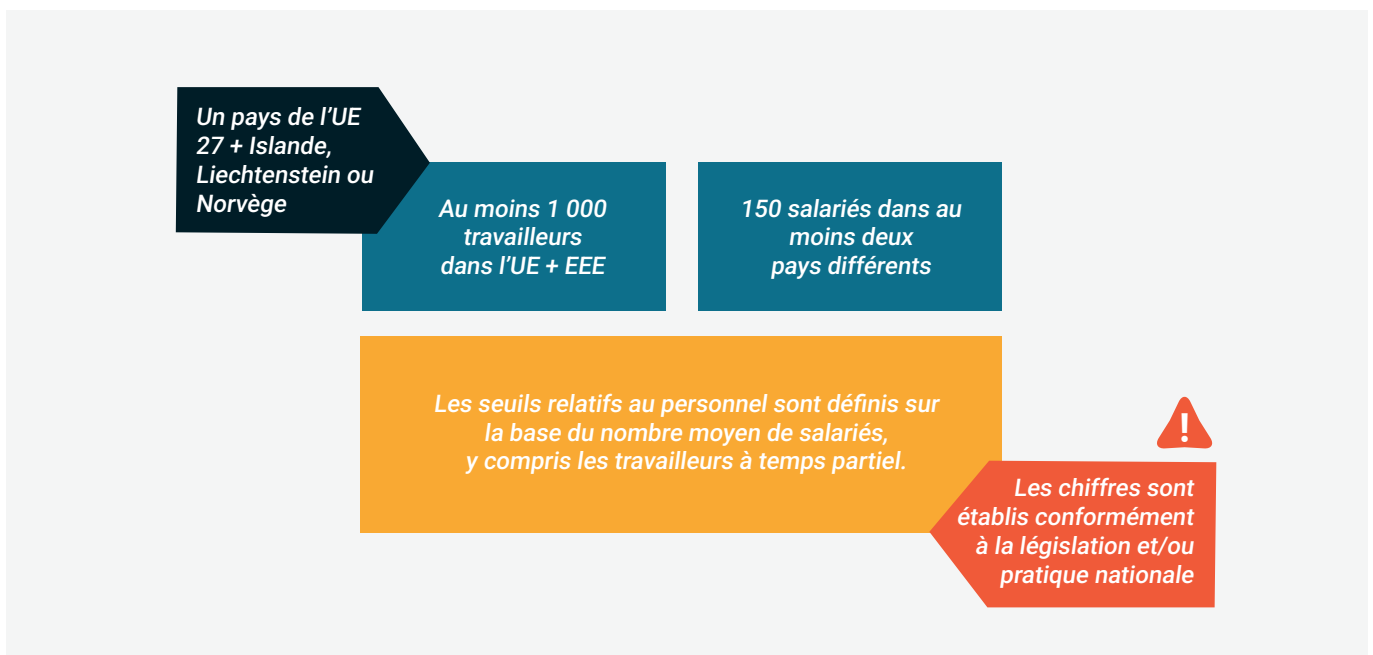 Un pays de l’UE
27 + Islande,
Liechtenstein ou
Norvège
Au moins 1 000
travailleurs
dans l’UE + EEE
150 salariés dans au
moins deux
pays différents
Les seuils relatifs au personnel sont définis sur
la base du nombre moyen de salariés,
y compris les travailleurs à temps partiel.
!
Les chiffres sont
établis conformément
à la législation et/ou
pratique nationale